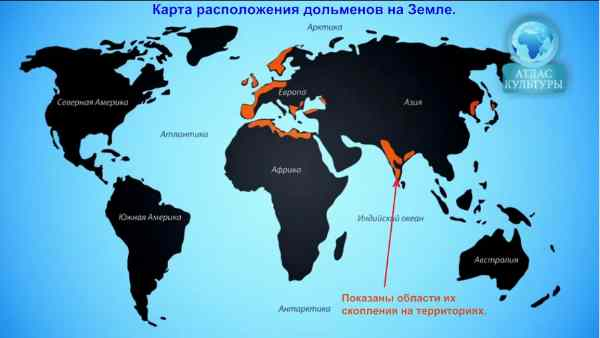 Карта расположения дольменов на Земле.
Арктика
АТЛАС
КУЛЬТУРЫ
Европа
Северная Америка
Азия
Атлантика
Африка
Южная Америка
Индийский океан
Австралия
Показаны области их
скопления на территориях.
Антарктика